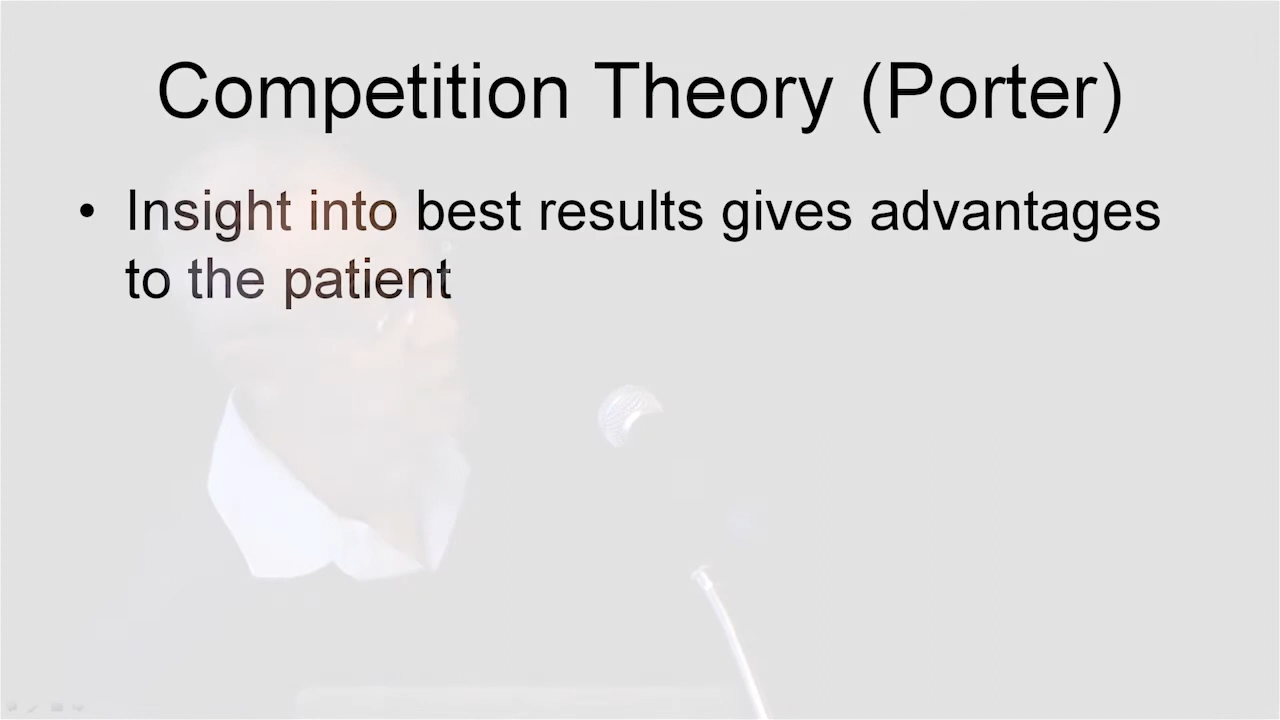 Competition Theory (Porter)
• Insight into best results gives advantages
to the patient